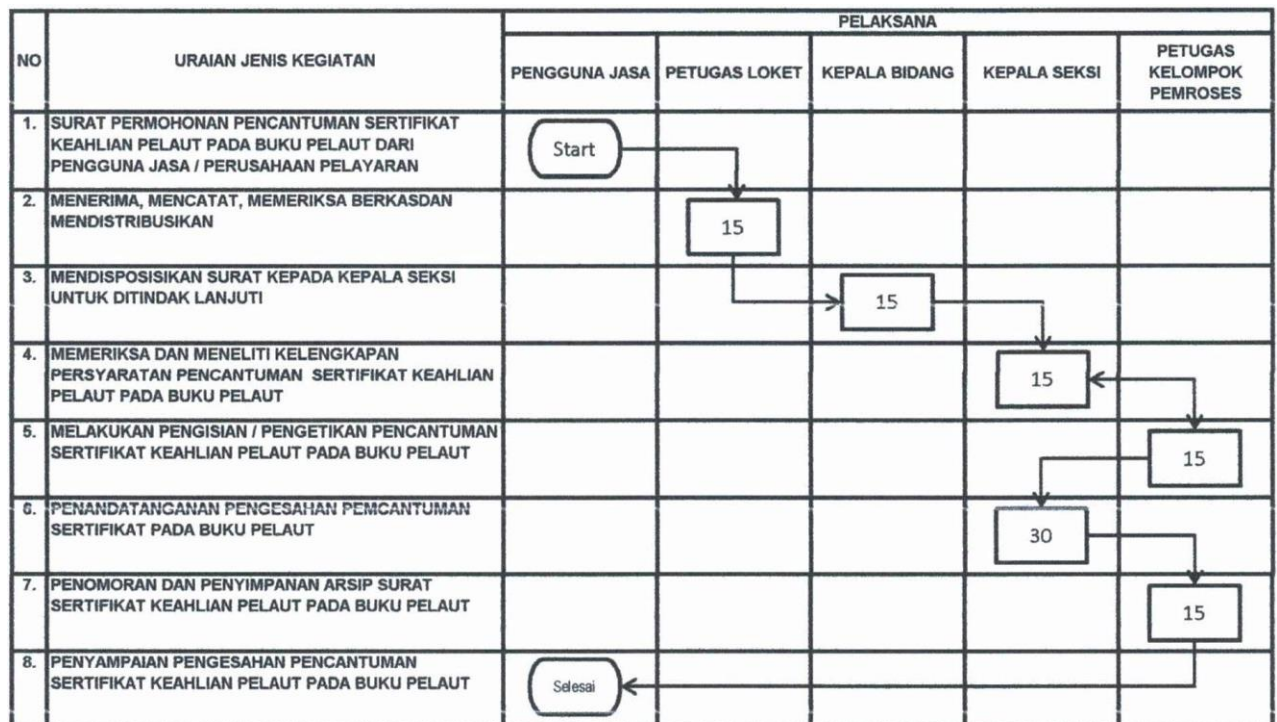 PELAKSANA
NO
URAIAN JENIS KEGIATAN
PENGGUNA JASA
PETUGAS LOKET
KEPALA BIDANG
KEPALA SEKSI
PETUGAS
KELOMPOK
PEMROSES
1. SURAT PERMOHONAN PENCANTUMAN SERTIFIKAT
KEAHLIAN PELAUT PADA BUKU PELAUT DARI
PENGGUNA JASA / PERUSAHAAN PELAYARAN
Start
2. MENERIMA, MENCATAT, MEMERIKSA BERKASDAN
MENDISTRIBUSIKAN
15
3. MENDISPOSISIKAN SURAT KEPADA KEPALA SEKSI
UNTUK DITINDAK LANJUTI
15
4. MEMERIKSA DAN MENELITI KELENGKAPAN
PERSYARATAN PENCANTUMAN SERTIFIKAT KEAHLIAN
PELAUT PADA BUKU PELAUT
15
5. MELAKUKAN PENGISIAN / PENGETIKAN PENCANTUMAN
SERTIFIKAT KEAHLIAN PELAUT PADA BUKU PELAUT
15
6. PENANDATANGANAN PENGESAHAN PEMCANTUMAN
SERTIFIKAT PADA BUKU PELAUT
30
7. PENOMORAN DAN PENYIMPANAN ARSIP SURAT
SERTIFIKAT KEAHLIAN PELAUT PADA BUKU PELAUT
15
8. PENYAMPAIAN PENGESAHAN PENCANTUMAN
SERTIFIKAT KEAHLIAN PELAUT PADA BUKU PELAUT
Selesai